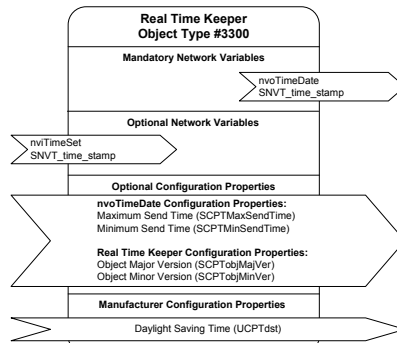 Real Time Keeper
Object Type #3300
Mandatory Network Variables
nvoTimeDate
SNVT_time_stamp
Optional Network Variables
nviTimeSet
SNVT_time_stamp
Optional Configuration Properties
nvoTimeDate Configuration Properties:
Maximum Send Time (SCPTMaxSendTime)
Minimum Send Time (SCPTMinSendTime)
Real Time Keeper Configuration Properties:
Object Major Version (SCPTobjMajVer)
Object Minor Version (SCPTobjMinVer)
Manufacturer Configuration Properties
Daylight Saving Time (UCPTdst)